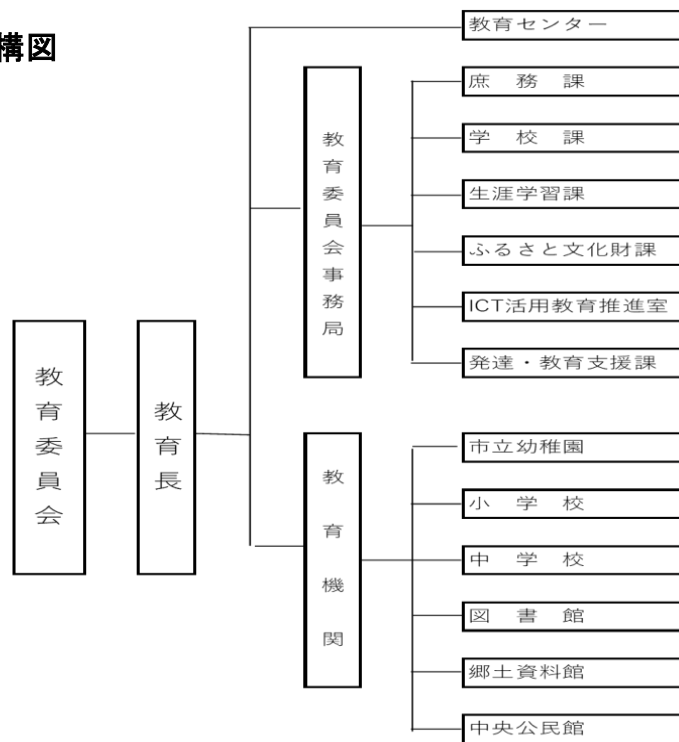 構図
教育センター
教育委員会事務局
庶務課
学校課
生涯学習課
ふるさと文化財課
ICT活用教育推進室
発達・教育支援課
教育委員会
教育長
教育機関
市立幼稚園
小学校
中学校
図書館
郷土資料館
中央公民館